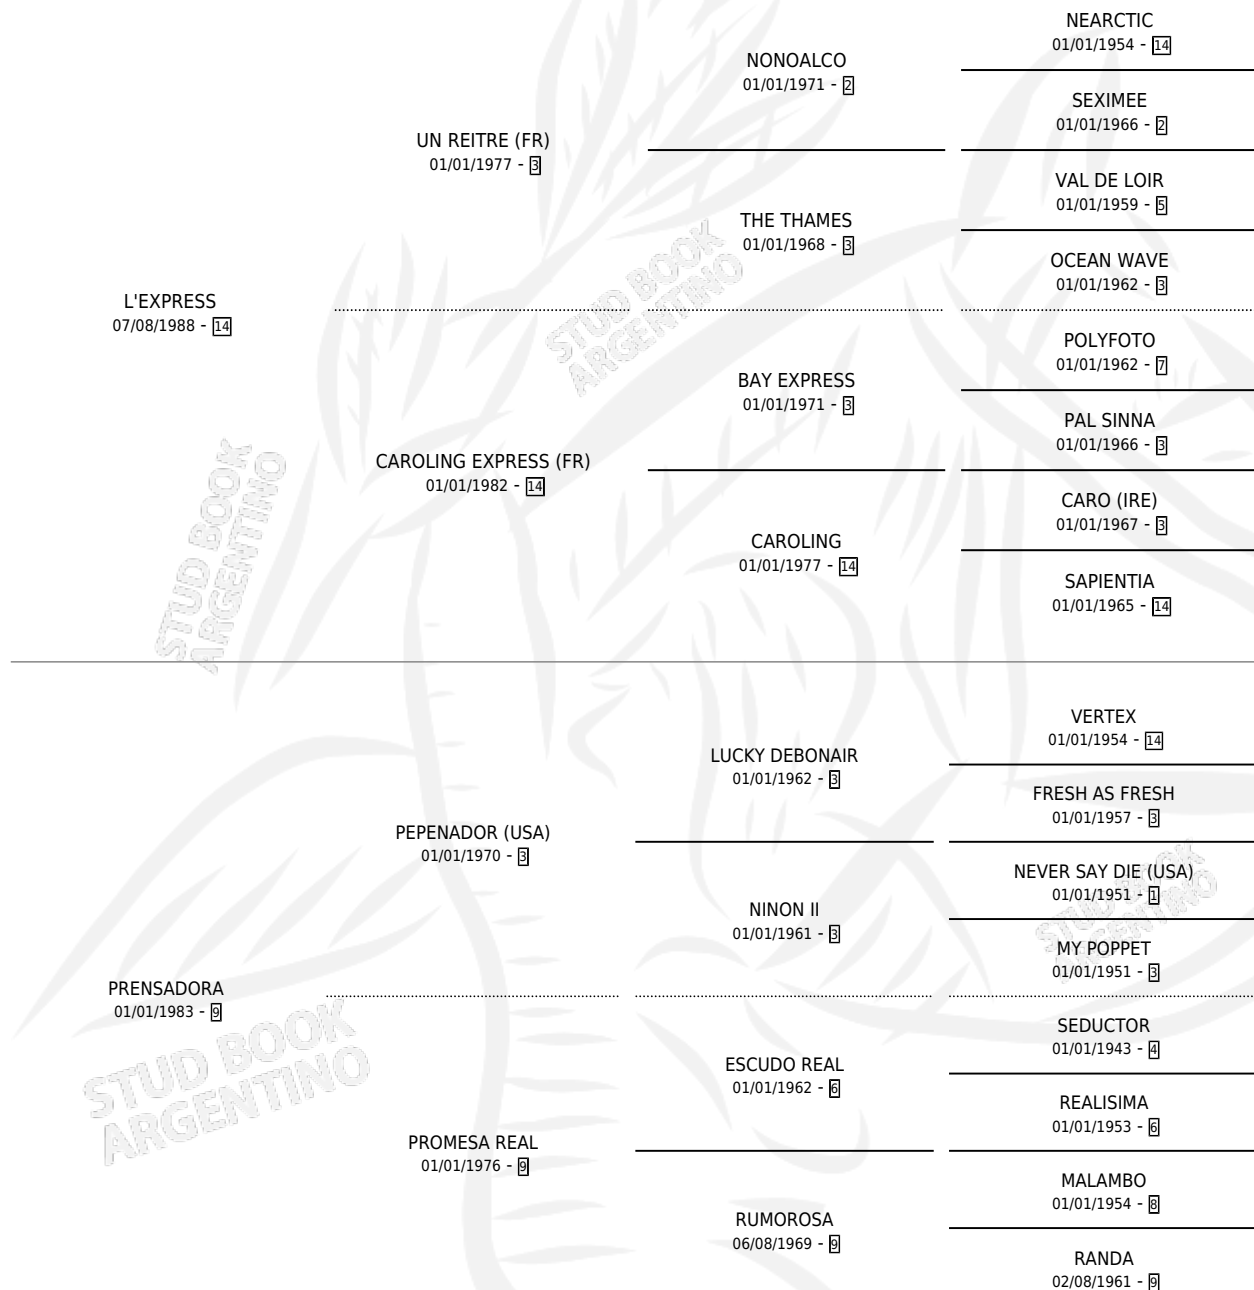 NEARCTIC
01/01/1954 - 14
NONOALCO
01/01/1971 - 2
SEXIMEE
01/01/1966 - 2
UN REITRE (FR)
01/01/1977 - 3
VAL DE LOIR
01/01/1959 - 5
THE THAMES
01/01/1968 - 3
OCEAN WAVE
01/01/1962 - 3
L'EXPRESS
07/08/1988 - 14
POLYFOTO
01/01/1962 - 7
BAY EXPRESS
01/01/1971 - 3
PAL SINNA
01/01/1966 - 3
CAROLING EXPRESS (FR)
01/01/1982 - 14
CARO (IRE)
01/01/1967 - 3
CAROLING
01/01/1977 - 14
SAPIENTIA
01/01/1965 - 14
VERTEX
01/01/1954 - 14
LUCKY DEBONAIR
01/01/1962 - 3
FRESH AS FRESH
01/01/1957 - 3
PEPENADOR (USA)
01/01/1970 - 3
NEVER SAY DIE (USA)
01/01/1951 - 1
NINON II
01/01/1961 - 3
MY POPPET
01/01/1951 - 3
PRENSADORA
01/01/1983 - 9
SEDUCTOR
01/01/1943 - 4
ESCUDO REAL
01/01/1962 - 6
REALISIMA
01/01/1953 - 6
PROMESA REAL
01/01/1976 - 9
MALAMBO
01/01/1954 - 8
RUMOROSA
06/08/1969 - 9
RANDA
02/08/1961 - 9
STUD BOOK
ARGENTINO
STUD BOOK
ARGENTINO
STUD BOOK
ARGENTINO
STUD BOOK
ARGENTINO